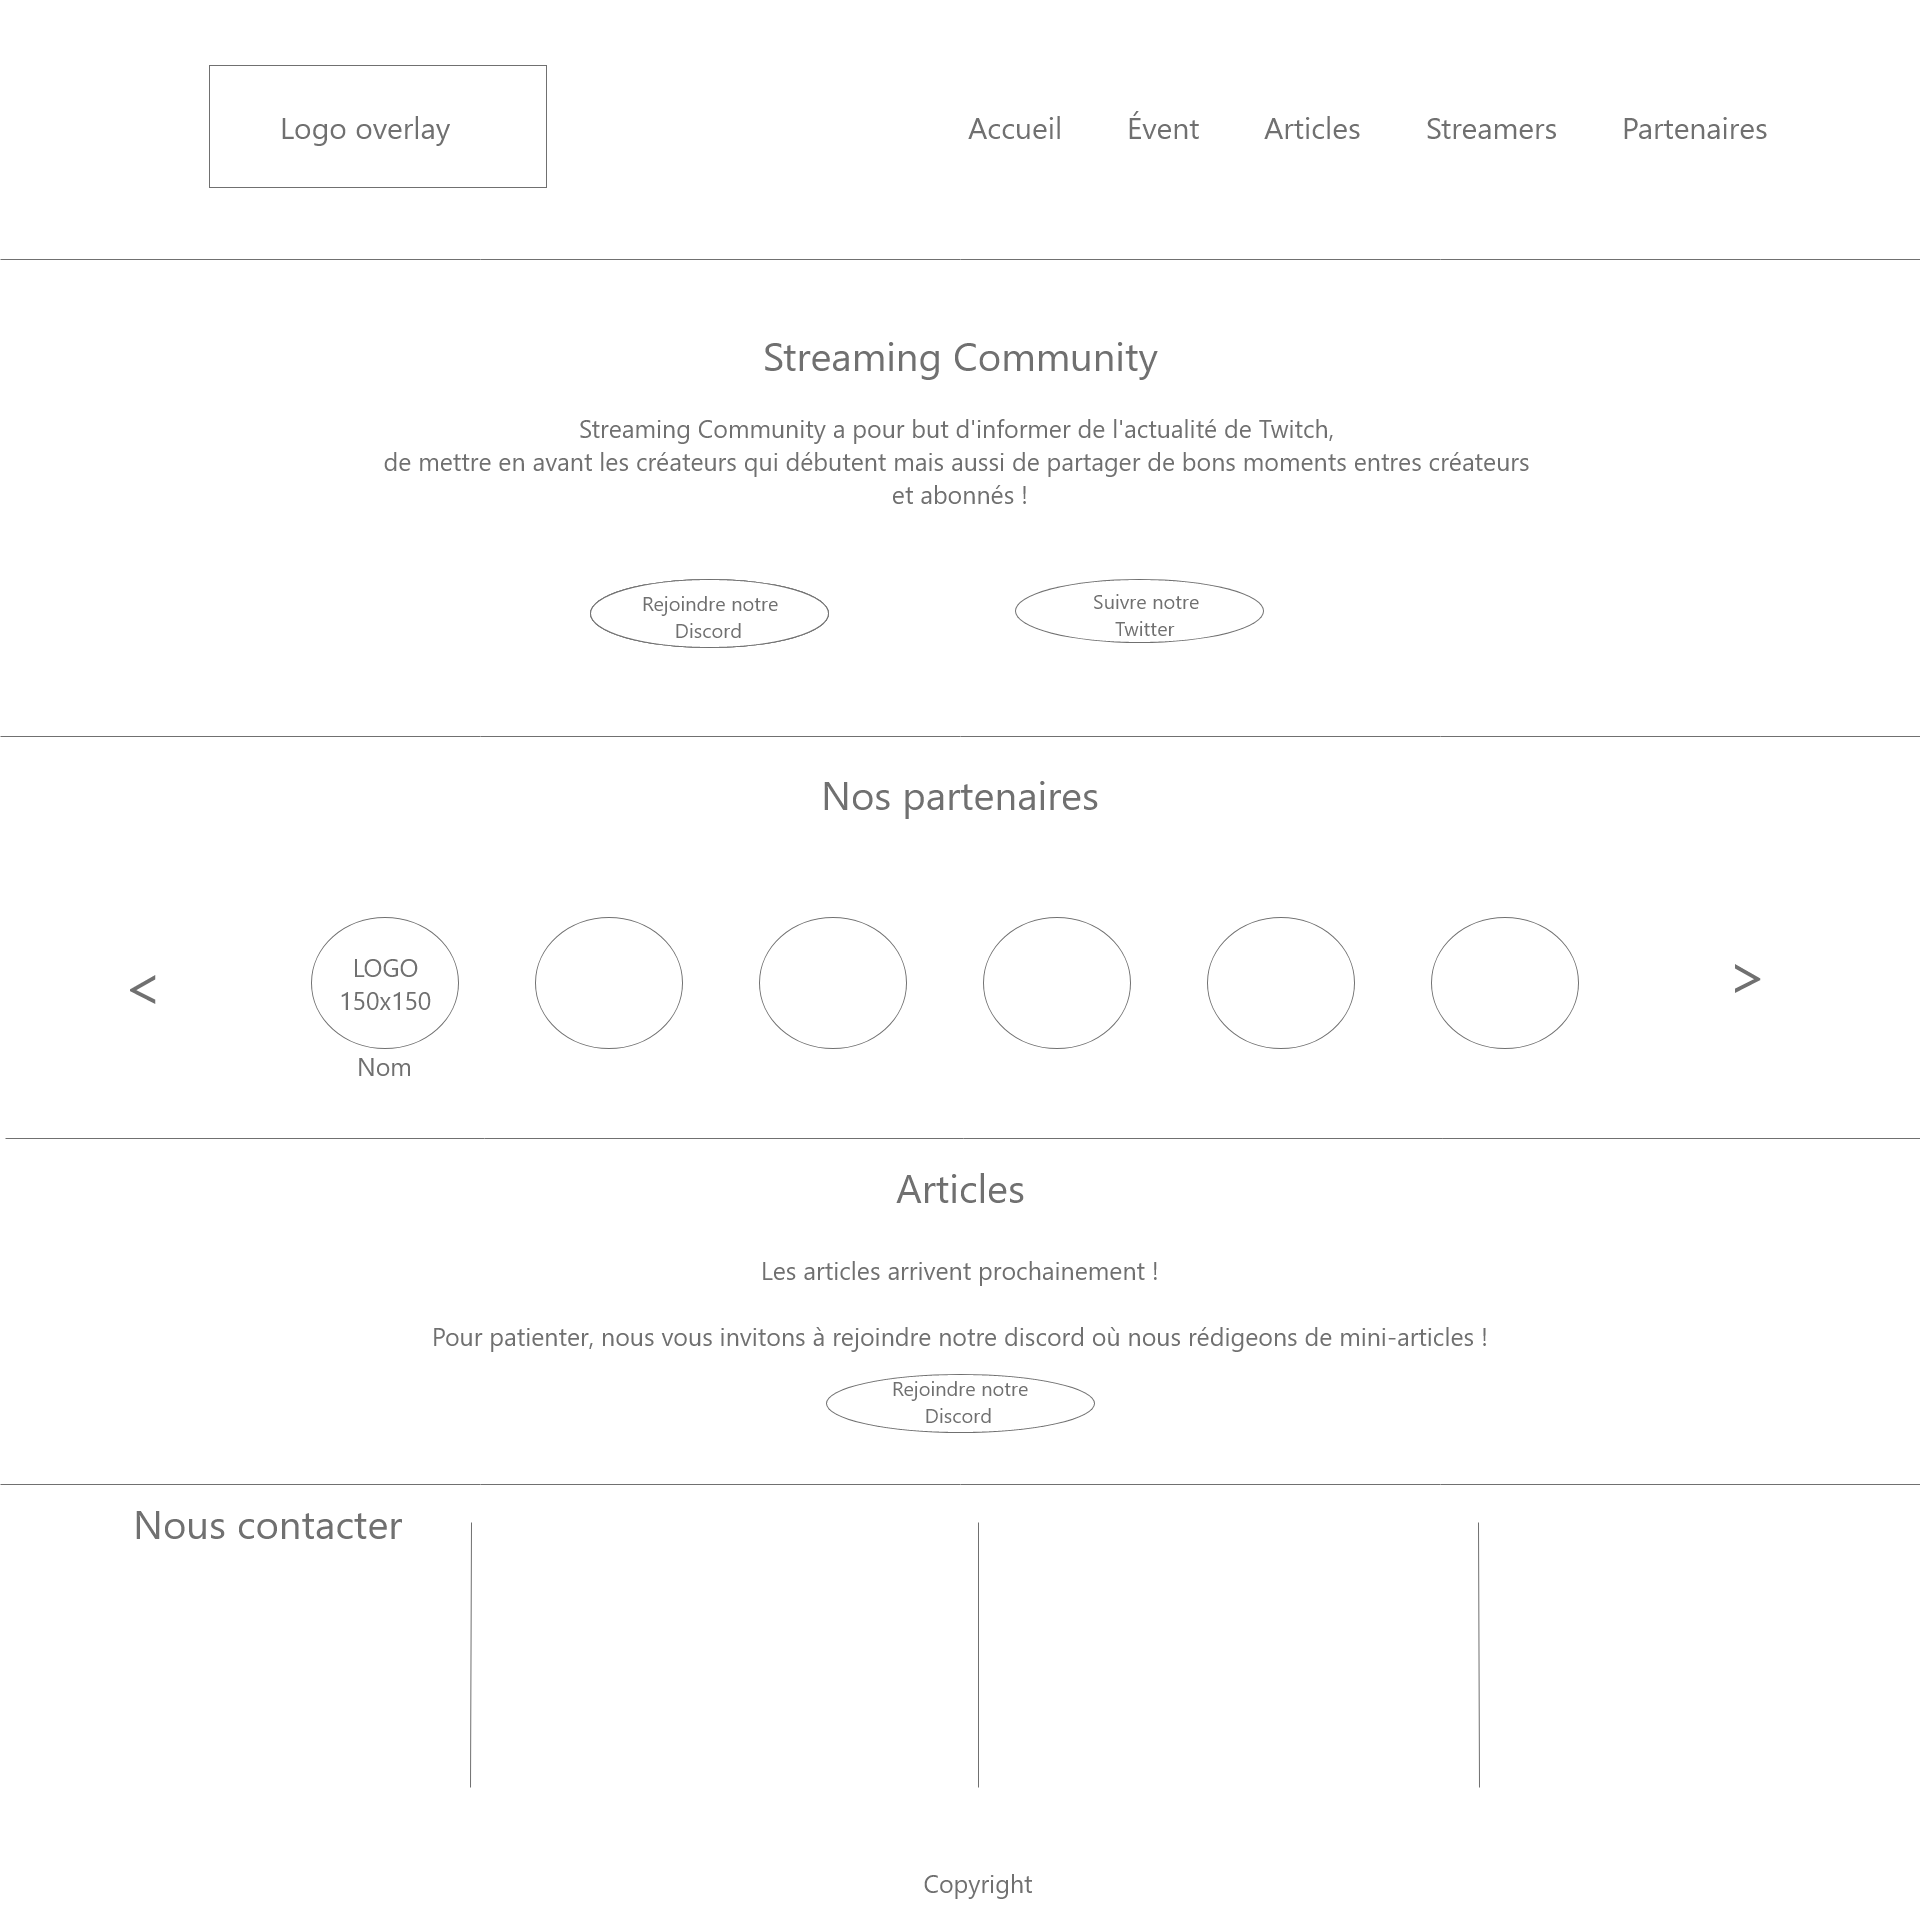 Logo overlay
Accueil Évent Articles Streamers Partenaires
Streaming Community
Streaming Community a pour but d'informer de l'actualité de Twitch,
de mettre en avant les créateurs qui débutent mais aussi de partager de bons moments entres créateurs
et abonnés !
Rejoindre notre
Discord
Suivre notre
Twitter
Nos partenaires
<
LOGO
150x150
Nom
>
Articles
Les articles arrivent prochainement !
Pour patienter, nous vous invitons à rejoindre notre discord où nous rédigeons de mini-articles !
Rejoindre notre
Discord
Nous contacter
Copyright